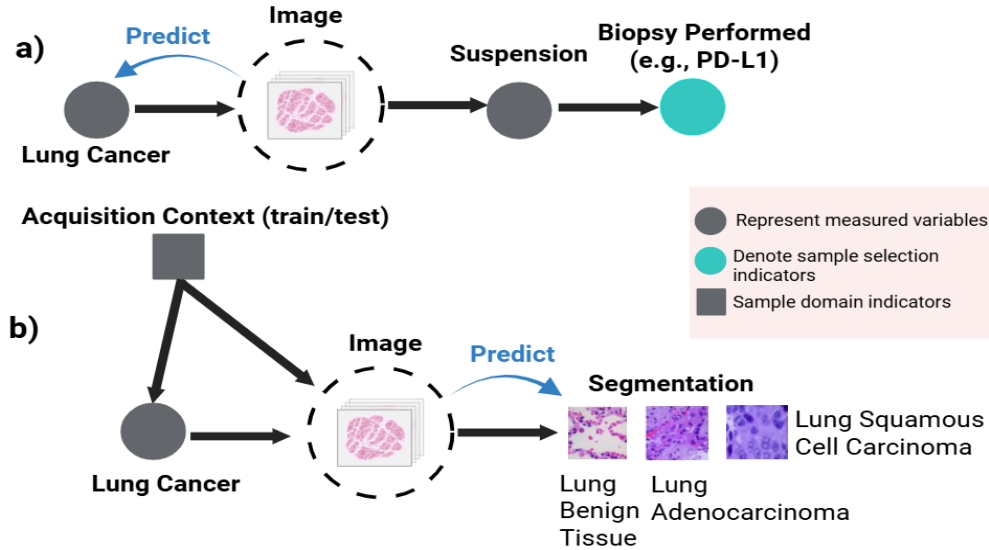 a)
Predict
Image
Lung Cancer
Suspension
Biopsy Performed
(e.g., PD-L1)
Acquisition Context (train/test)
Represent measured variables
Denote sample selection
indicators
Sample domain indicators
b)
Lung Cancer
Image
Predict
Segmentation
Lung Squamous
Cell Carcinoma
Lung
Benign
Tissue
Lung
Adenocarcinoma